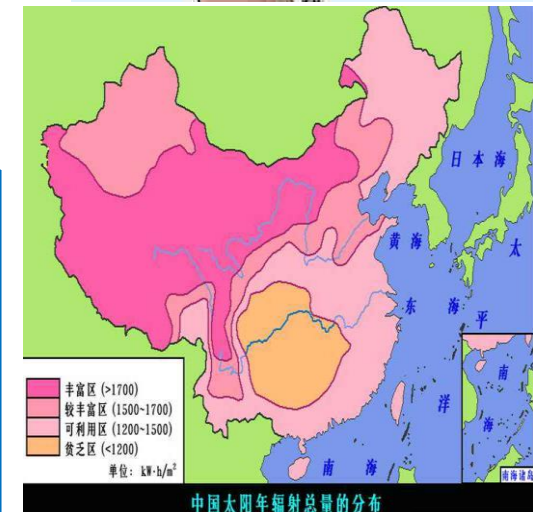 日本海
黄海
太
东海
平
洋
南海
南
海
南海诸岛
丰富区(>1700)
较丰富区(1500~1700)
可利用区(1200~1500)
贫乏区(<1200)
单位: kW·h/m²
中国太阳年辐射总量的分布